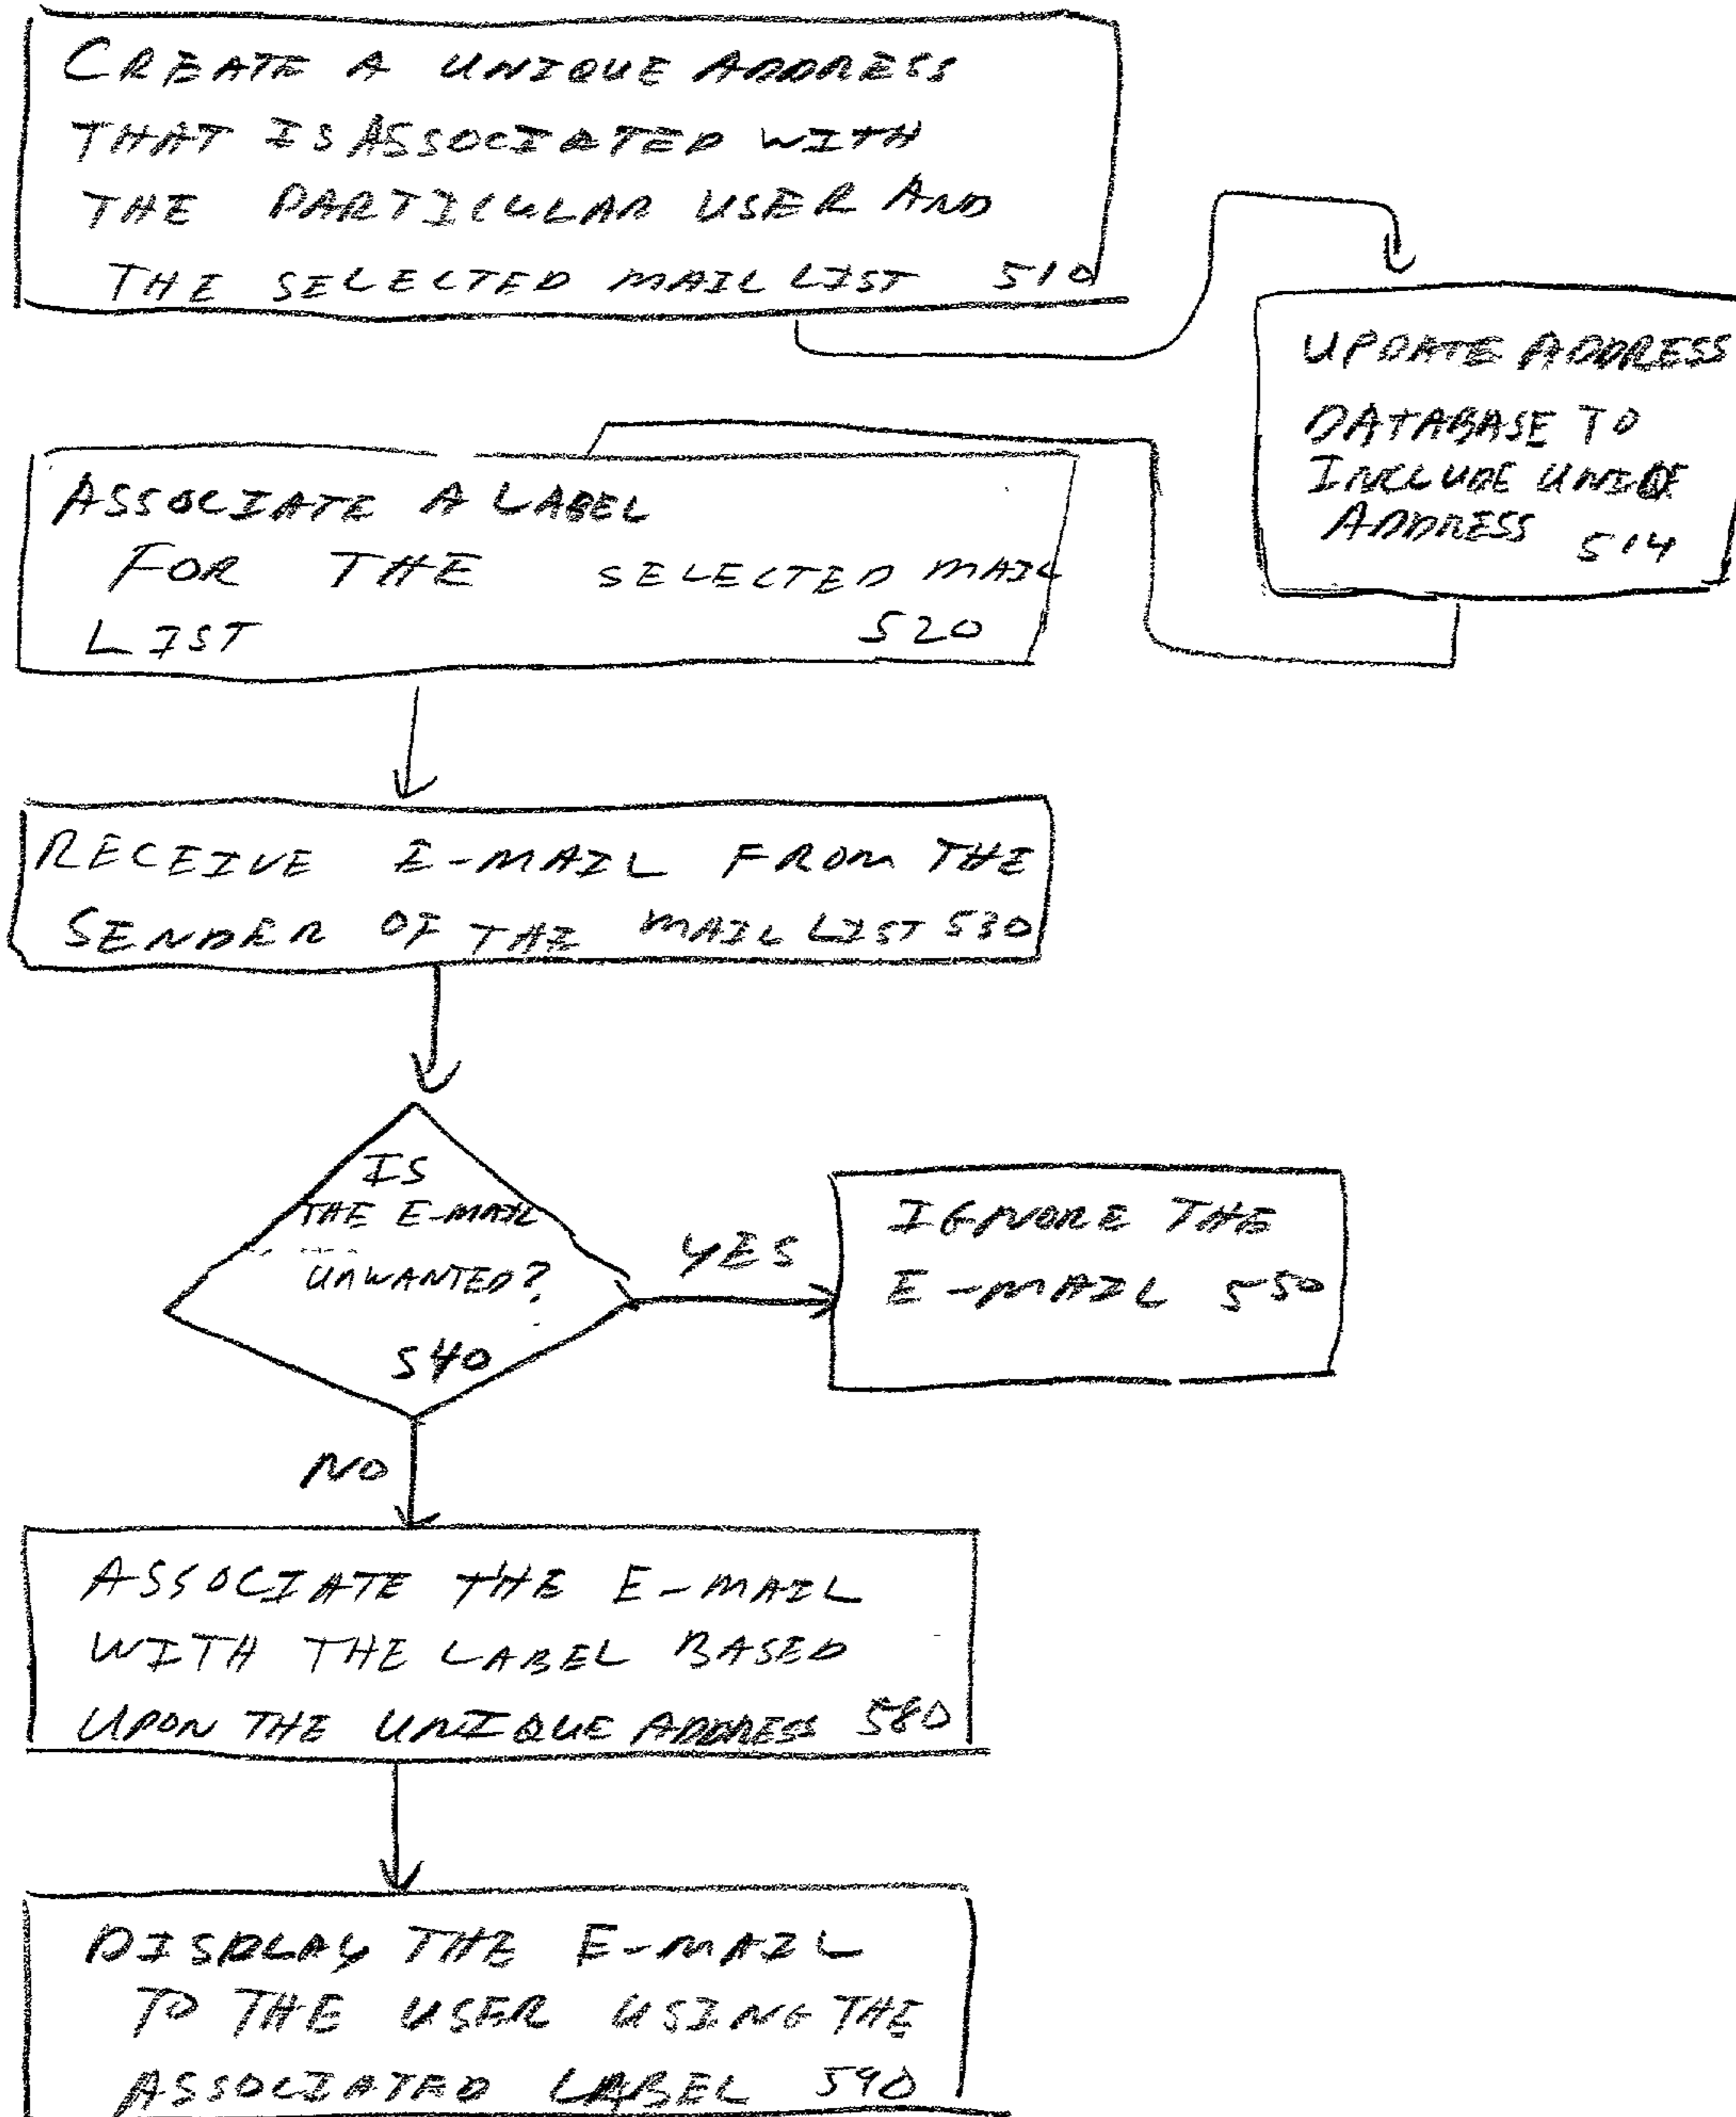 CREATE A UNIQUE ADDRESS
THAT IS ASSOCIATED WITH
THE PARTICULAR USER AND
THE SELECTED MAIL LIST 510
UPDATE ADDRESS
DATABASE TO
INCLUDE UNIQE
ADDRESS 514
ASSOCIATE A LABEL
FOR THE SELECTED MAIL
LIST 520
RECEIVE E-MAIL FROM THE
SENDER OF THE MAIL LIST 530
IS
THE E-MAIL
UNWANTED?
540
YES
IGNORE THE
E-MAIL 550
NO
ASSOCIATE THE E-MAIL
WITH THE LABEL BASED
UPON THE UNIQUE ADDRESS 580
DISPLAY THE E-MAIL
TO THE USER USING THE
ASSOCIATED LABEL 590